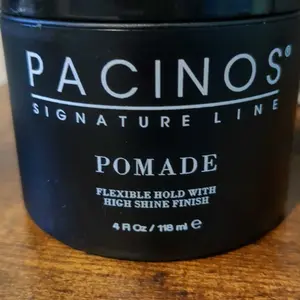 PACINOS®
SIGNATURE LINE
POMADE
FLEXIBLE HOLD WITH
HIGH SHINE FINISH
4 Fl Oz / 118 ml ℮